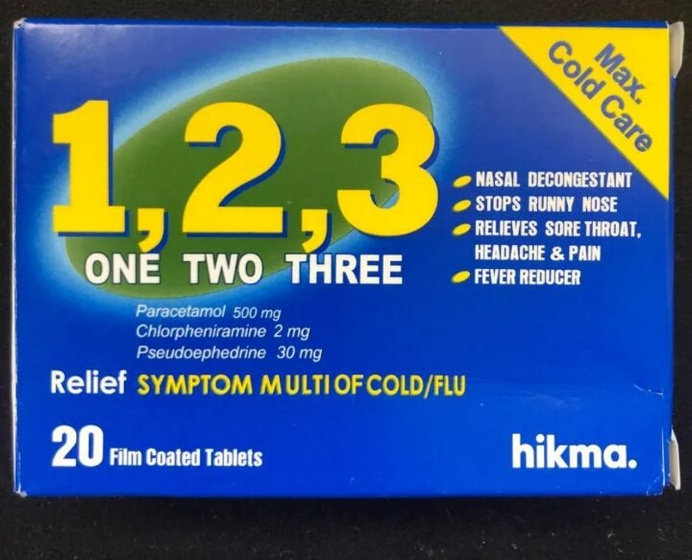 Max.
Cold Care
1,2,3
ONE TWO THREE
NASAL DECONGESTANT
STOPS RUNNY NOSE
RELIEVES SORE THROAT,
HEADACHE & PAIN
FEVER REDUCER
Paracetamol 500 mg
Chlorpheniramine 2 mg
Pseudoephedrine 30 mg
Relief SYMPTOM MULTI OF COLD/FLU
20 Film Coated Tablets
hikma.